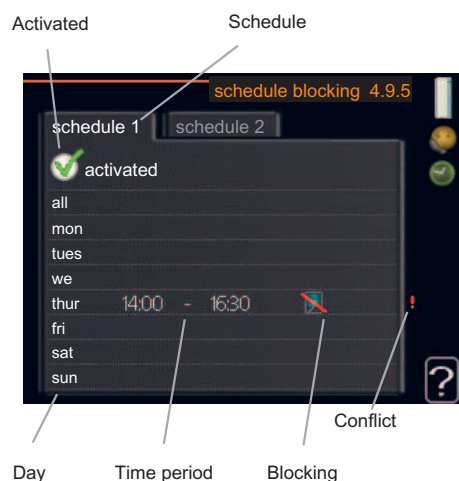 Activated Schedule
schedule blocking 4.9.5
schedule 1 schedule 2
activated
all
mon
tues
we
thur 14:00 - 16:30 !
fri
sat
sun
?
Conflict
Day Time period Blocking